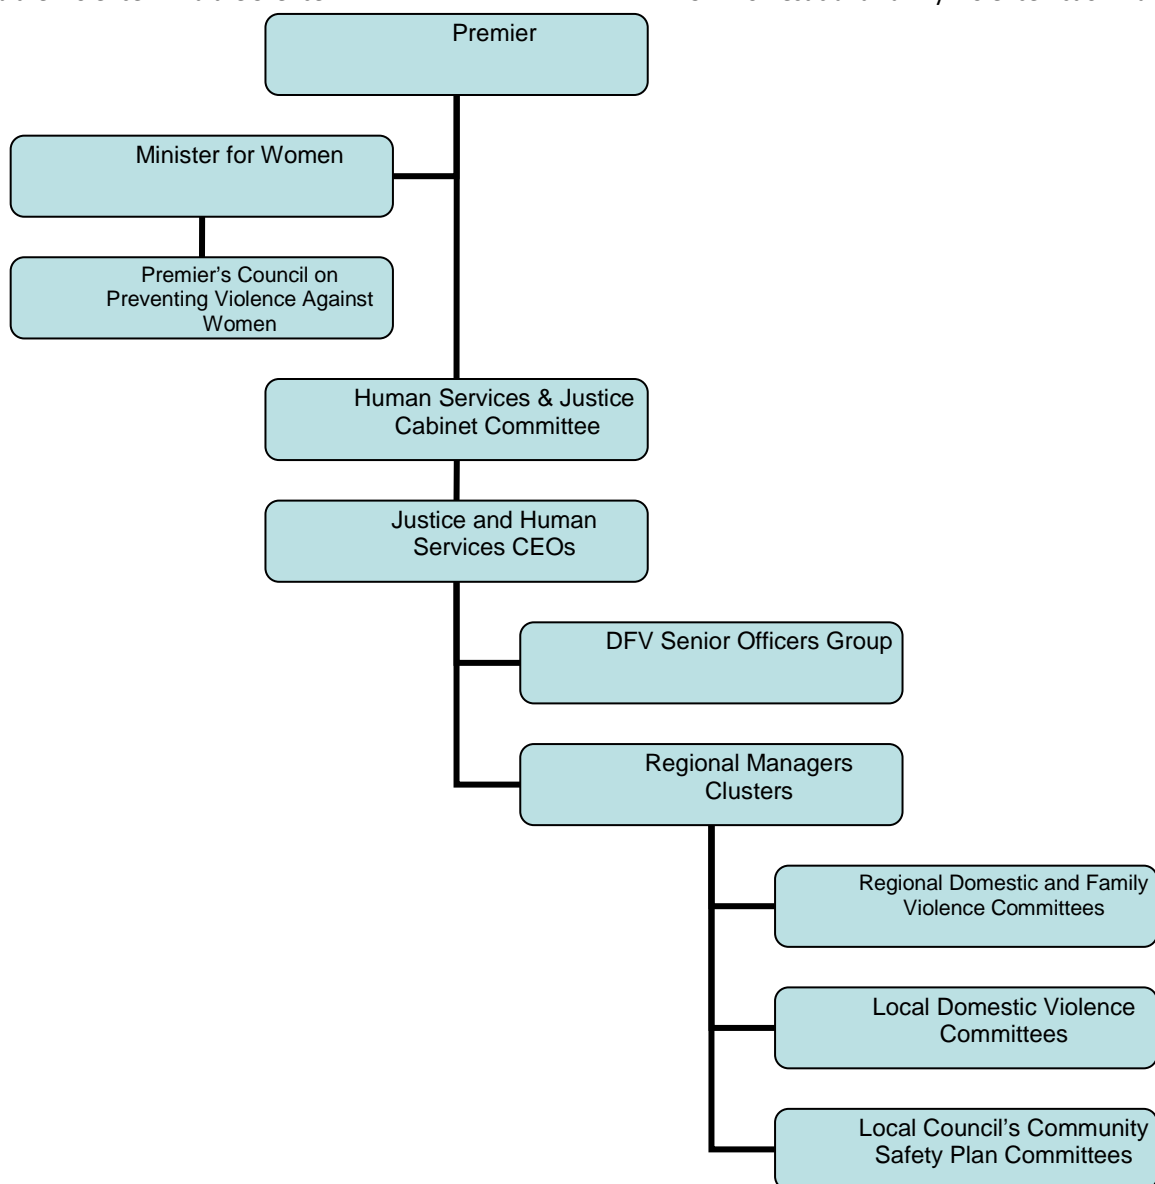 Premier
Minister for Women
Premier’s Council on
Preventing Violence Against
Women
Human Services & Justice
Cabinet Committee
Justice and Human
Services CEOs
DFV Senior Officers Group
Regional Managers
Clusters
Regional Domestic and Family
Violence Committees
Local Domestic Violence
Committees
Local Council’s Community
Safety Plan Committees